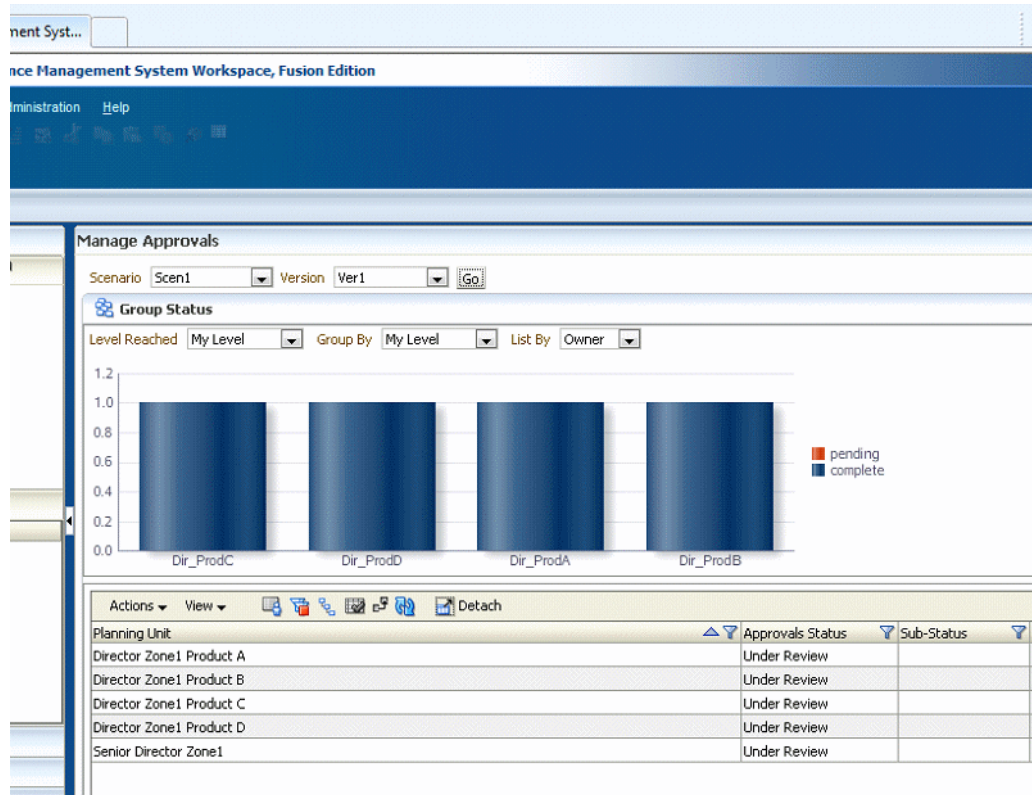 nent Syst...
nce Management System Workspace, Fusion Edition
dministration Help
Manage Approvals
Scenario Scen1 Version Ver1 Go
Group Status
Level Reached My Level Group By My Level List By Owner
1.2
1.0
0.8
0.6
0.4
0.2
0.0
Dir_ProdC Dir_ProdD Dir_ProdA Dir_ProdB
pending
complete
Actions View Detach
Planning Unit Approvals Status Sub-Status
Director Zone1 Product A Under Review
Director Zone1 Product B Under Review
Director Zone1 Product C Under Review
Director Zone1 Product D Under Review
Senior Director Zone1 Under Review